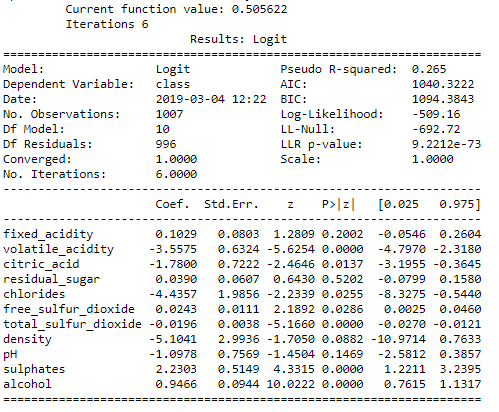 Current function value: 0.505622
Iterations 6
Results: Logit
=================================================================
Model: Logit Pseudo R-squared: 0.265
Dependent Variable: class AIC: 1040.3222
Date: 2019-03-04 12:22 BIC: 1094.3843
No. Observations: 1007 Log-Likelihood: -509.16
Df Model: 10 LL-Null: -692.72
Df Residuals: 996 LLR p-value: 9.2212e-73
Converged: 1.0000 Scale: 1.0000
No. Iterations: 6.0000
-----------------------------------------------------------------
Coef. Std.Err. z P>|z| [0.025 0.975]
-----------------------------------------------------------------
fixed_acidity 0.1029 0.0803 1.2809 0.2002 -0.0546 0.2604
volatile_acidity -3.5575 0.6324 -5.6254 0.0000 -4.7970 -2.3180
citric_acid -1.7800 0.7222 -2.4646 0.0137 -3.1955 -0.3645
residual_sugar 0.0390 0.0607 0.6430 0.5202 -0.0799 0.1580
chlorides -4.4357 1.9856 -2.2339 0.0255 -8.3275 -0.5440
free_sulfur_dioxide 0.0243 0.0111 2.1892 0.0286 0.0025 0.0460
total_sulfur_dioxide -0.0196 0.0038 -5.1660 0.0000 -0.0270 -0.0121
density -5.1041 2.9936 -1.7050 0.0882 -10.9714 0.7633
pH -1.0978 0.7569 -1.4504 0.1469 -2.5812 0.3857
sulphates 2.2303 0.5149 4.3315 0.0000 1.2211 3.2395
alcohol 0.9466 0.0944 10.0222 0.0000 0.7615 1.1317
=================================================================